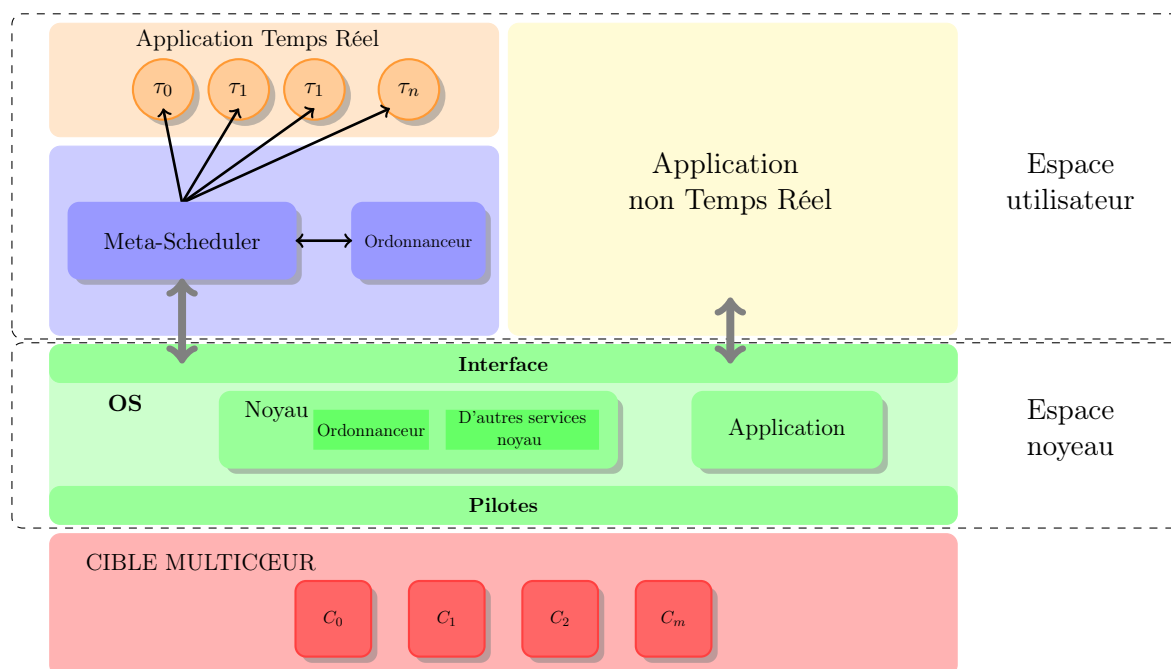 Application Temps Réel
τ0 τ1 τ1 τn
Meta-Scheduler
Ordonnanceur
Application
non Temps Réel
Espace
utilisateur
Interface
OS
Noyau
Ordonnanceur
D'autres services
noyau
Application
Espace
noyeau
Pilotes
CIBLE MULTICŒUR
C0 C1 C2 Cm